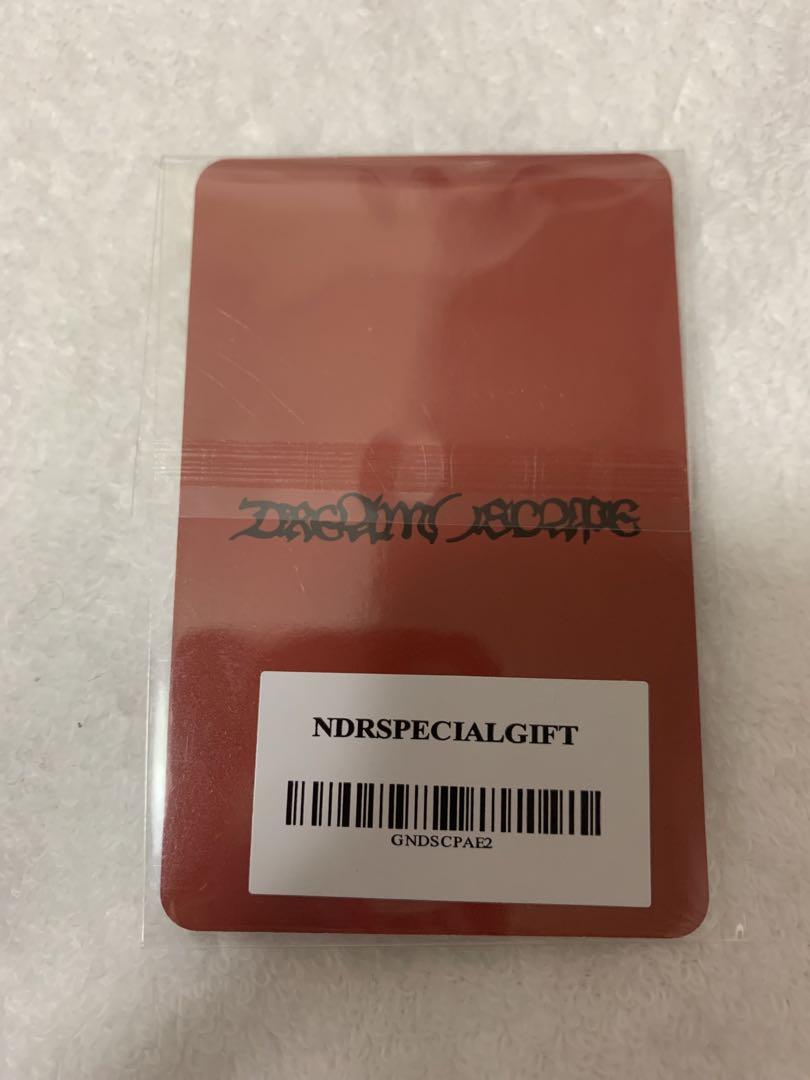 DREAM( )SCAPE
NDRSPECIALGIFT
GNDSCPAE2